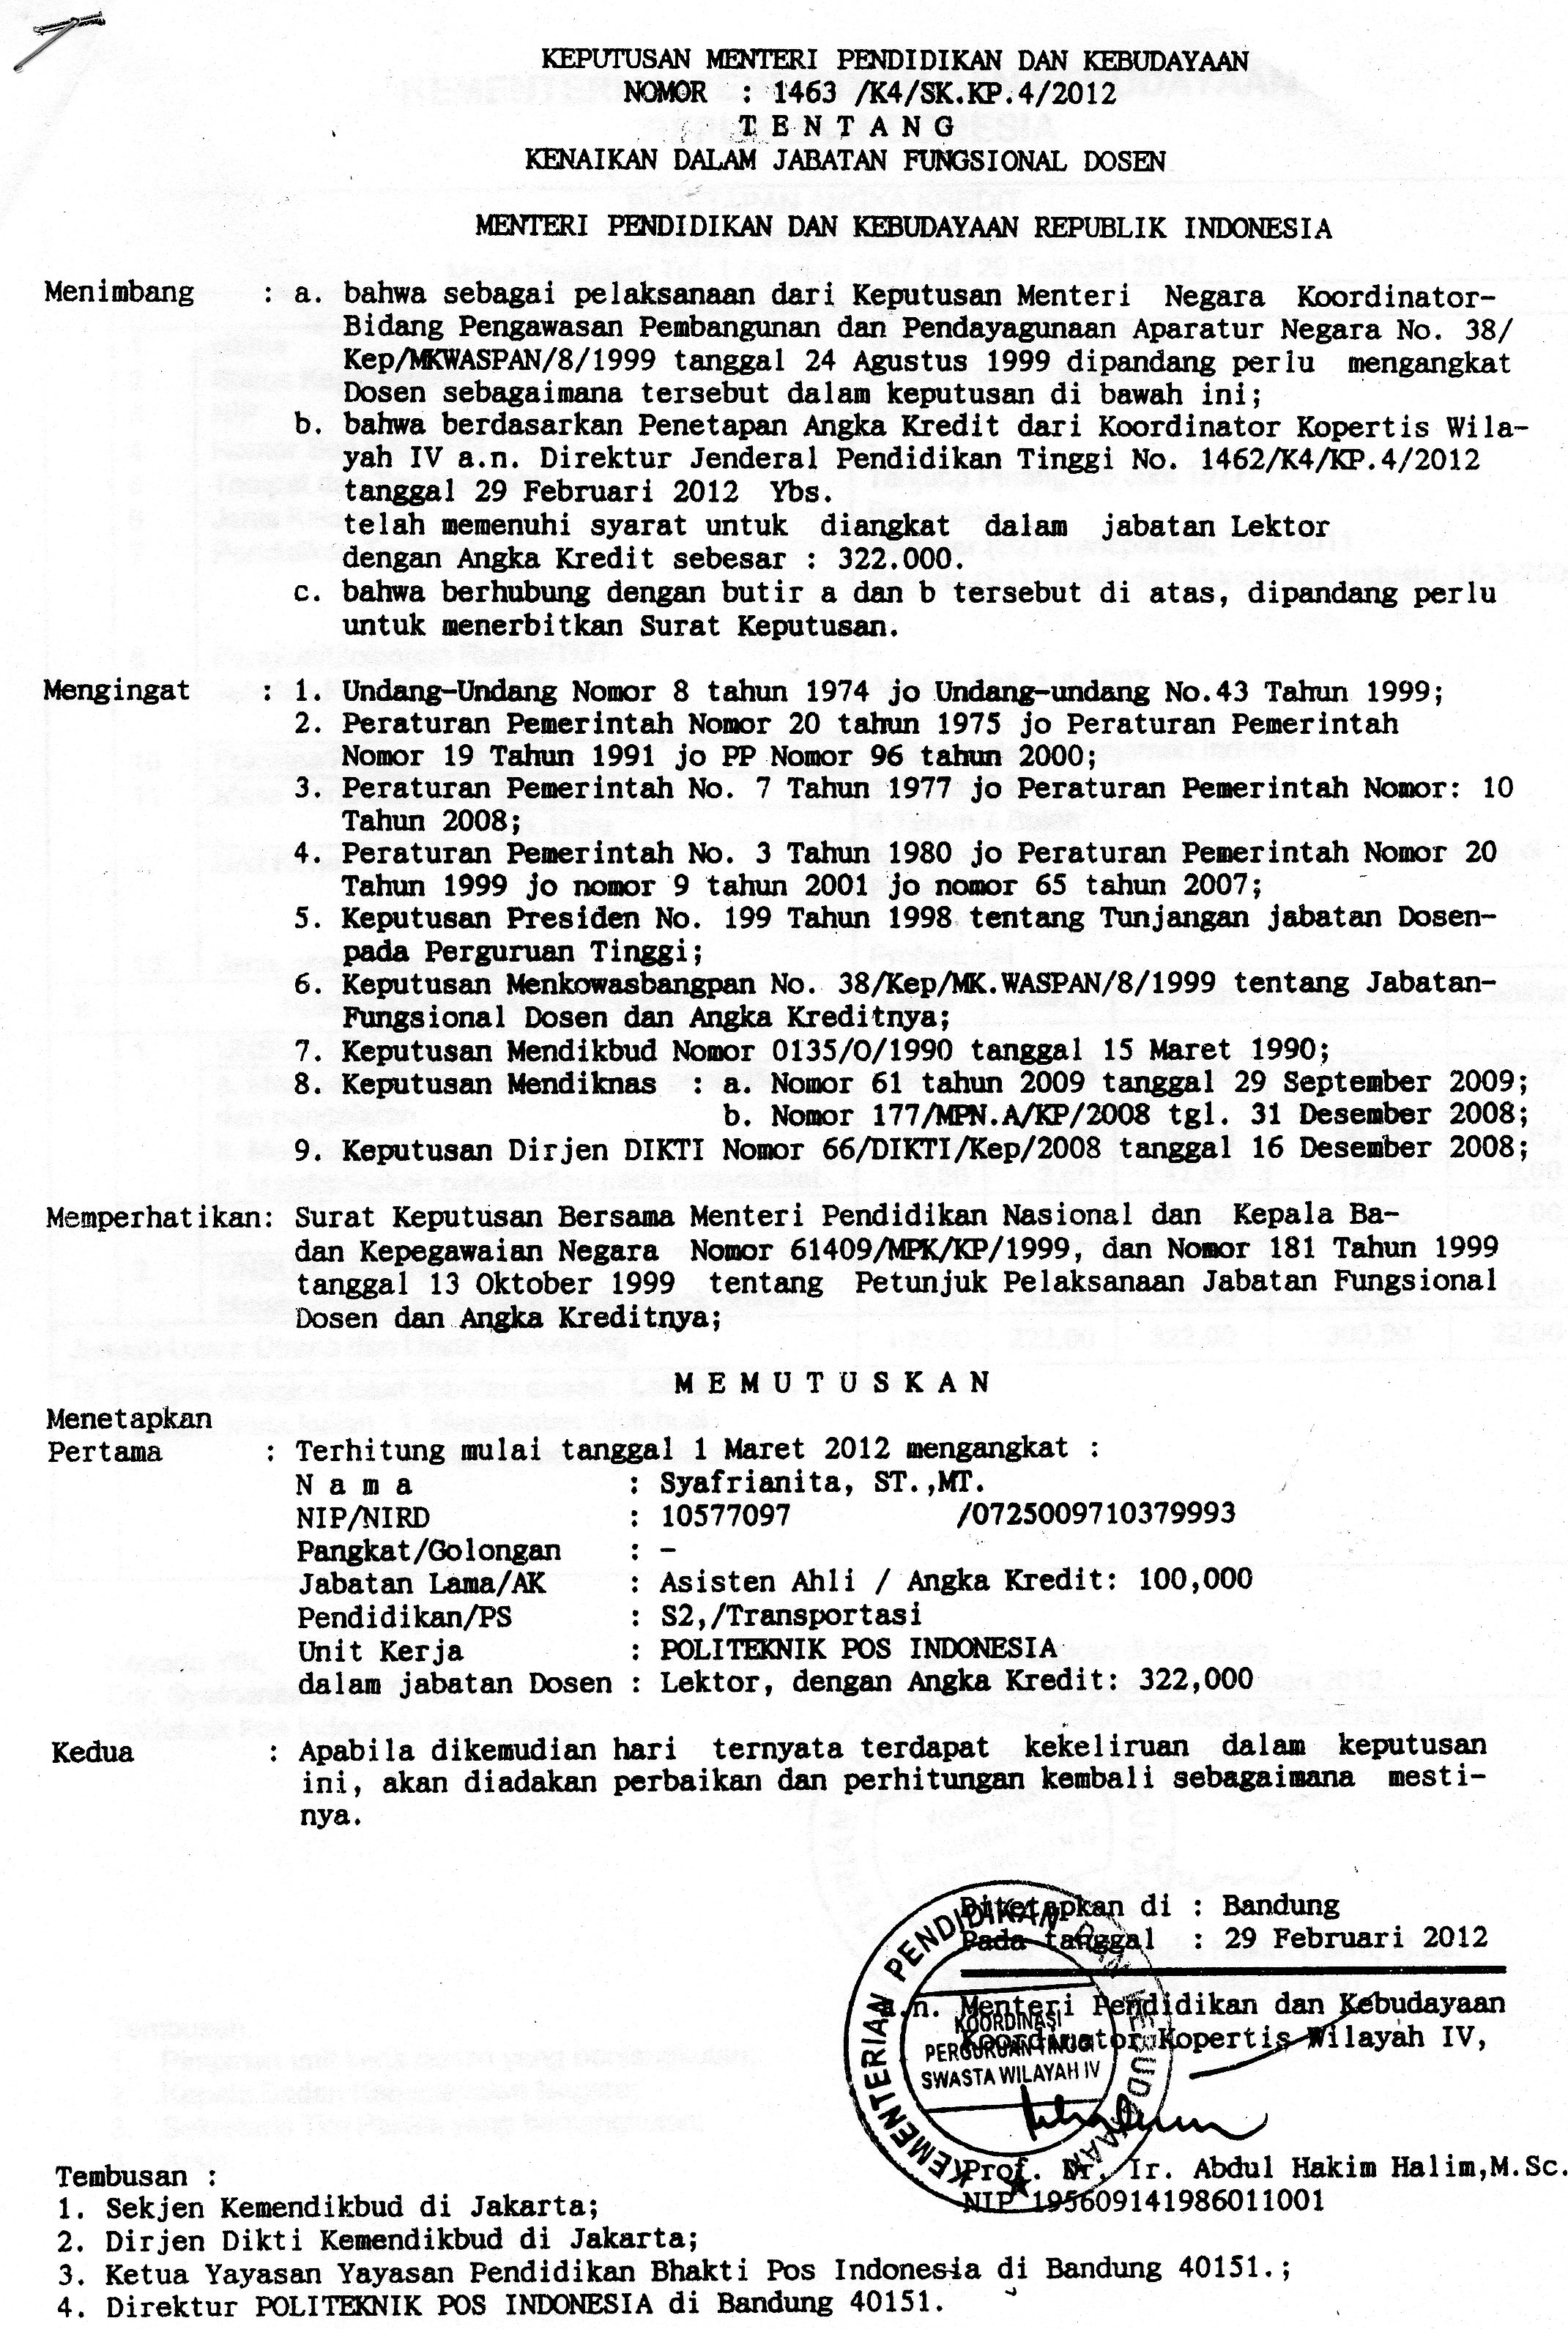 KEPUTUSAN MENTERI PENDIDIKAN DAN KEBUDAYAAN
NOMOR : 1463 /K4/SK.KP.4/2012
T E N T A N G
KENAIKAN DALAM JABATAN FUNGSIONAL DOSEN
MENTERI PENDIDIKAN DAN KEBUDAYAAN REPUBLIK INDONESIA
Menimbang : a. bahwa sebagai pelaksanaan dari Keputusan Menteri Negara Koordinator-
Bidang Pengawasan Pembangunan dan Pendayagunaan Aparatur Negara No. 38/
Kep/MKWASPAN/8/1999 tanggal 24 Agustus 1999 dipandang perlu mengangkat
Dosen sebagaimana tersebut dalam keputusan di bawah ini;
b. bahwa berdasarkan Penetapan Angka Kredit dari Koordinator Kopertis Wila-
yah IV a.n. Direktur Jenderal Pendidikan Tinggi No. 1462/K4/KP.4/2012
tanggal 29 Februari 2012 Ybs.
telah memenuhi syarat untuk diangkat dalam jabatan Lektor
dengan Angka Kredit sebesar : 322.000.
c. bahwa berhubung dengan butir a dan b tersebut di atas, dipandang perlu
untuk menerbitkan Surat Keputusan.
Mengingat : 1. Undang-Undang Nomor 8 tahun 1974 jo Undang-undang No.43 Tahun 1999;
2. Peraturan Pemerintah Nomor 20 tahun 1975 jo Peraturan Pemerintah
Nomor 19 Tahun 1991 jo PP Nomor 96 tahun 2000;
3. Peraturan Pemerintah No. 7 Tahun 1977 jo Peraturan Pemerintah Nomor: 10
Tahun 2008;
4. Peraturan Pemerintah No. 3 Tahun 1980 jo Peraturan Pemerintah Nomor 20
Tahun 1999 jo nomor 9 tahun 2001 jo nomor 65 tahun 2007;
5. Keputusan Presiden No. 199 Tahun 1998 tentang Tunjangan jabatan Dosen-
pada Perguruan Tinggi;
6. Keputusan Menkowasbangpan No. 38/Kep/MK.WASPAN/8/1999 tentang Jabatan-
Fungsional Dosen dan Angka Kreditnya;
7. Keputusan Mendikbud Nomor 0135/O/1990 tanggal 15 Maret 1990;
8. Keputusan Mendiknas : a. Nomor 61 tahun 2009 tanggal 29 September 2009;
b. Nomor 177/MPN.A/KP/2008 tgl. 31 Desember 2008;
9. Keputusan Dirjen DIKTI Nomor 66/DIKTI/Kep/2008 tanggal 16 Desember 2008;
Memperhatikan: Surat Keputusan Bersama Menteri Pendidikan Nasional dan Kepala Ba-
dan Kepegawaian Negara Nomor 61409/MPK/KP/1999, dan Nomor 181 Tahun 1999
tanggal 13 Oktober 1999 tentang Petunjuk Pelaksanaan Jabatan Fungsional
Dosen dan Angka Kreditnya;
M E M U T U S K A N
Menetapkan
Pertama : Terhitung mulai tanggal 1 Maret 2012 mengangkat :
N a m a : Syafrianita, ST.,MT.
NIP/NIRD : 10577097 /0725009710379993
Pangkat/Golongan : -
Jabatan Lama/AK : Asisten Ahli / Angka Kredit: 100,000
Pendidikan/PS : S2,/Transportasi
Unit Kerja : POLITEKNIK POS INDONESIA
dalam jabatan Dosen : Lektor, dengan Angka Kredit: 322,000
Kedua : Apabila dikemudian hari ternyata terdapat kekeliruan dalam keputusan
ini, akan diadakan perbaikan dan perhitungan kembali sebagaimana mesti-
nya.
Ditetapkan di : Bandung
Pada tanggal : 29 Februari 2012
a.n. Menteri Pendidikan dan Kebudayaan
Koordinator Kopertis Wilayah IV,
KEMENTERIAN PENDIDIKAN DAN KEBUDAYAAN
KOORDINASI
PERGURUAN TINGGI
SWASTA WILAYAH IV
Prof. Dr. Ir. Abdul Hakim Halim,M.Sc.
NIP 195609141986011001
Tembusan :
1. Sekjen Kemendikbud di Jakarta;
2. Dirjen Dikti Kemendikbud di Jakarta;
3. Ketua Yayasan Yayasan Pendidikan Bhakti Pos Indonesia di Bandung 40151.;
4. Direktur POLITEKNIK POS INDONESIA di Bandung 40151.